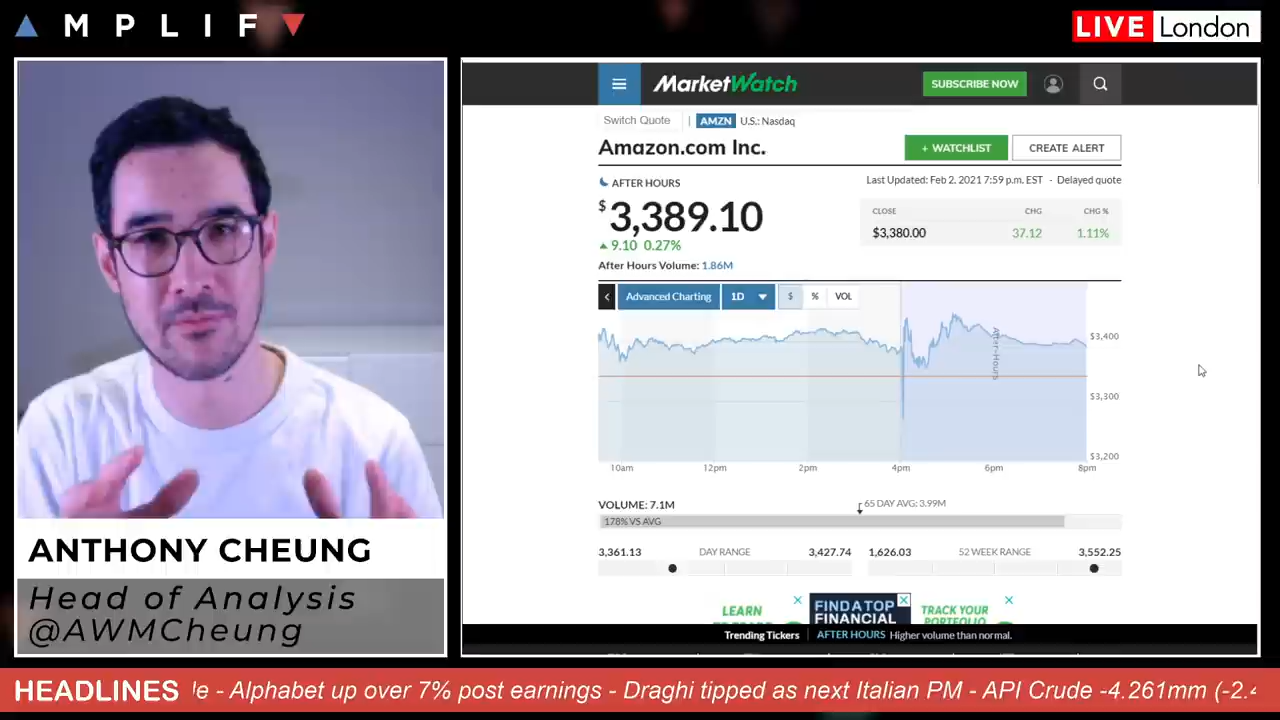 ▲ M P L I F ▼
LIVE London
MarketWatch
SUBSCRIBE NOW
Switch Quote | AMZN U.S.: Nasdaq
Amazon.com Inc.
+ WATCHLIST
CREATE ALERT
AFTER HOURS
Last Updated: Feb 2, 2021 7:59 p.m. EST - Delayed quote
$3,389.10
CLOSE CHG CHG %
$3,380.00 37.12 1.11%
9.10 0.27%
After Hours Volume: 1.86M
Advanced Charting 1D $ % VOL
After-Hours
$3,400
$3,300
$3,200
10am 12pm 2pm 4pm 6pm 8pm
VOLUME: 7.1M
65 DAY AVG: 3.99M
178% VS AVG
3,361.13 DAY RANGE 3,427.74
1,626.03 52 WEEK RANGE 3,552.25
LEARN
FIND A TOP
FINANCIAL
TRACK YOUR
PORTFOLIO
Trending Tickers AFTER HOURS Higher volume than normal.
ANTHONY CHEUNG
Head of Analysis
@AWMCheung
HEADLINES 'e - Alphabet up over 7% post earnings - Draghi tipped as next Italian PM - API Crude -4.261mm (-2.4